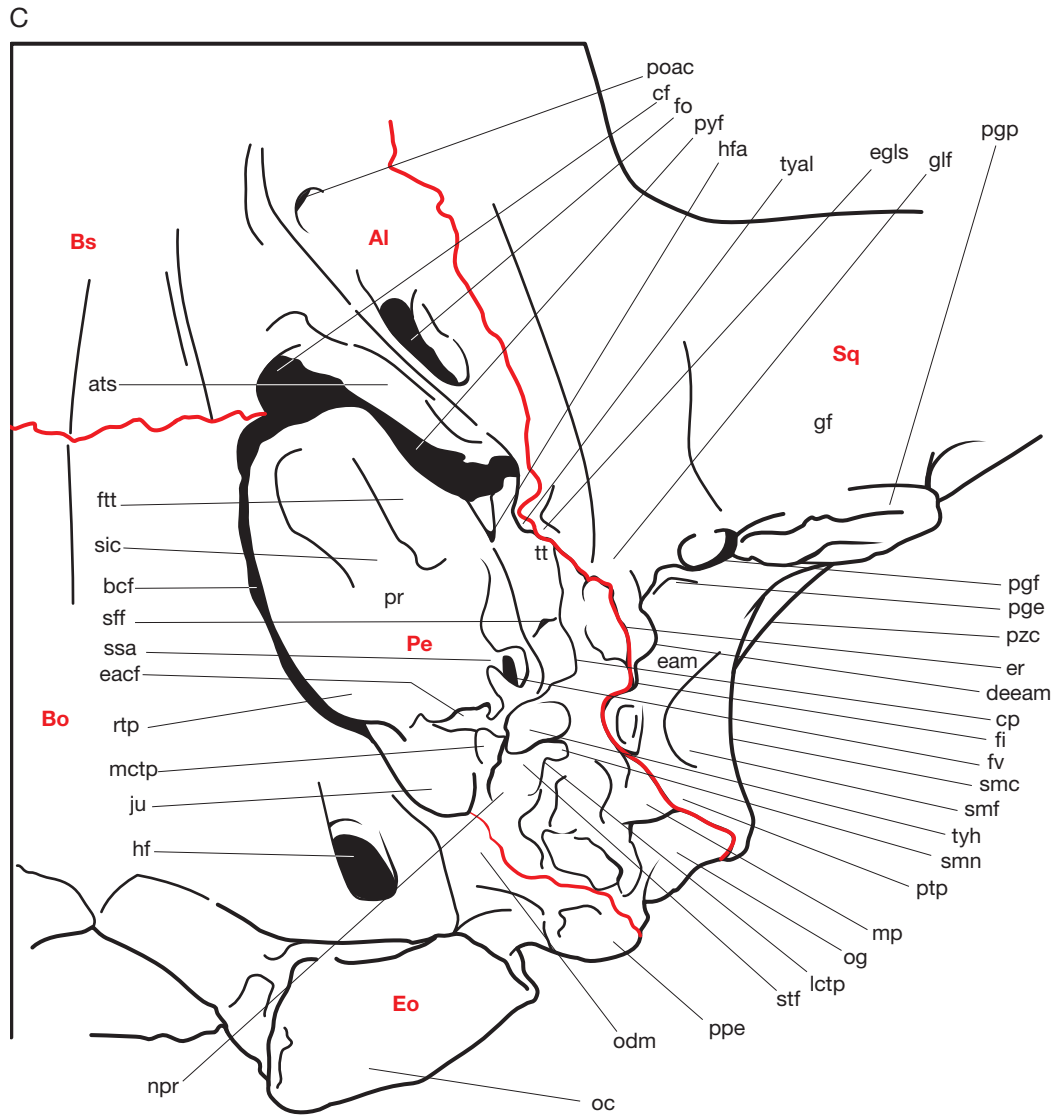 C
poac
cf
fo
pyf
hfa
tyal
egls
glf
pgp
Bs
Al
Sq
ats
gf
ftt
tt
sic
bcf
pr
sff
Pe
ssa
eacf
eam
Bo
rtp
mctp
ju
hf
pgf
pge
pzc
er
deeam
cp
fi
fv
smc
smf
tyh
smn
ptp
mp
og
lctp
stf
ppe
odm
Eo
npr
oc